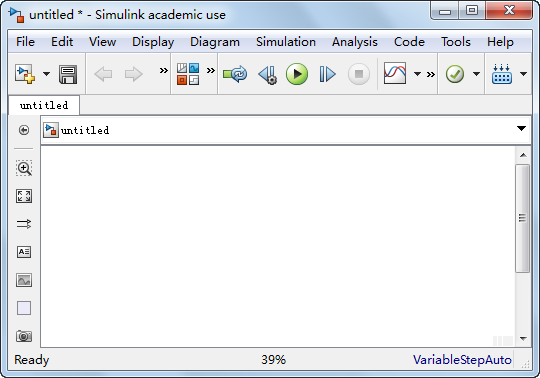 untitled * - Simulink academic use
File Edit View Display Diagram Simulation Analysis Code Tools Help
untitled
untitled
Ready 39% VariableStepAuto